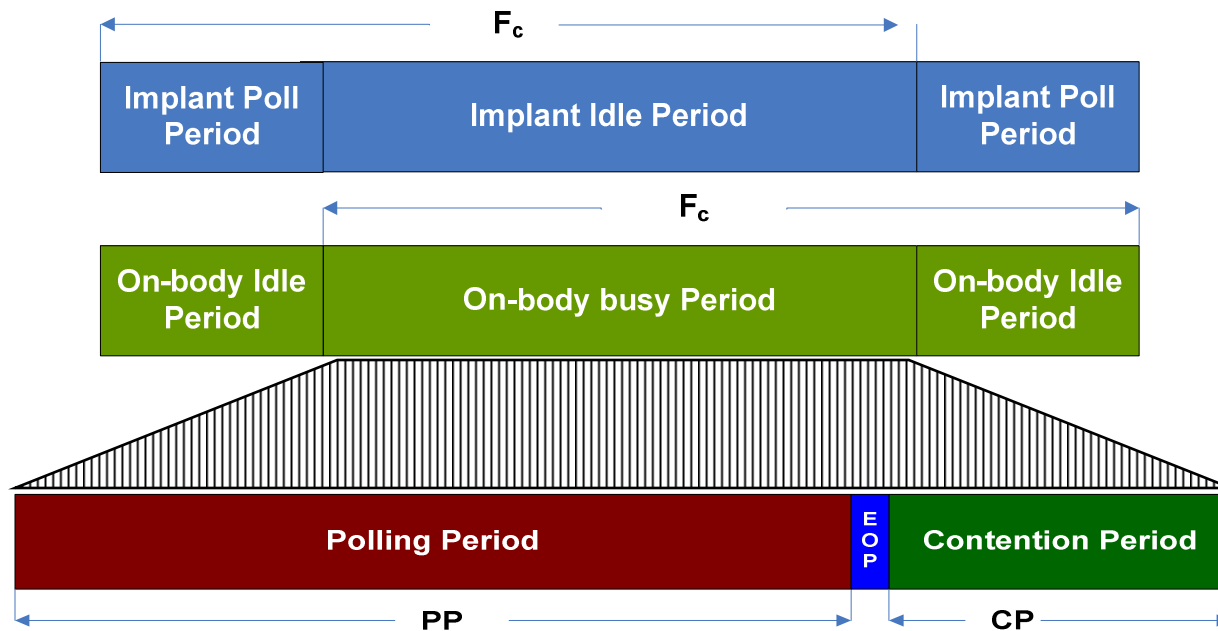 Fc
Implant Poll
Period
Implant Idle Period
Implant Poll
Period
Fc
On-body Idle
Period
On-body busy Period
On-body Idle
Period
Polling Period
E
O
P
Contention Period
PP
CP